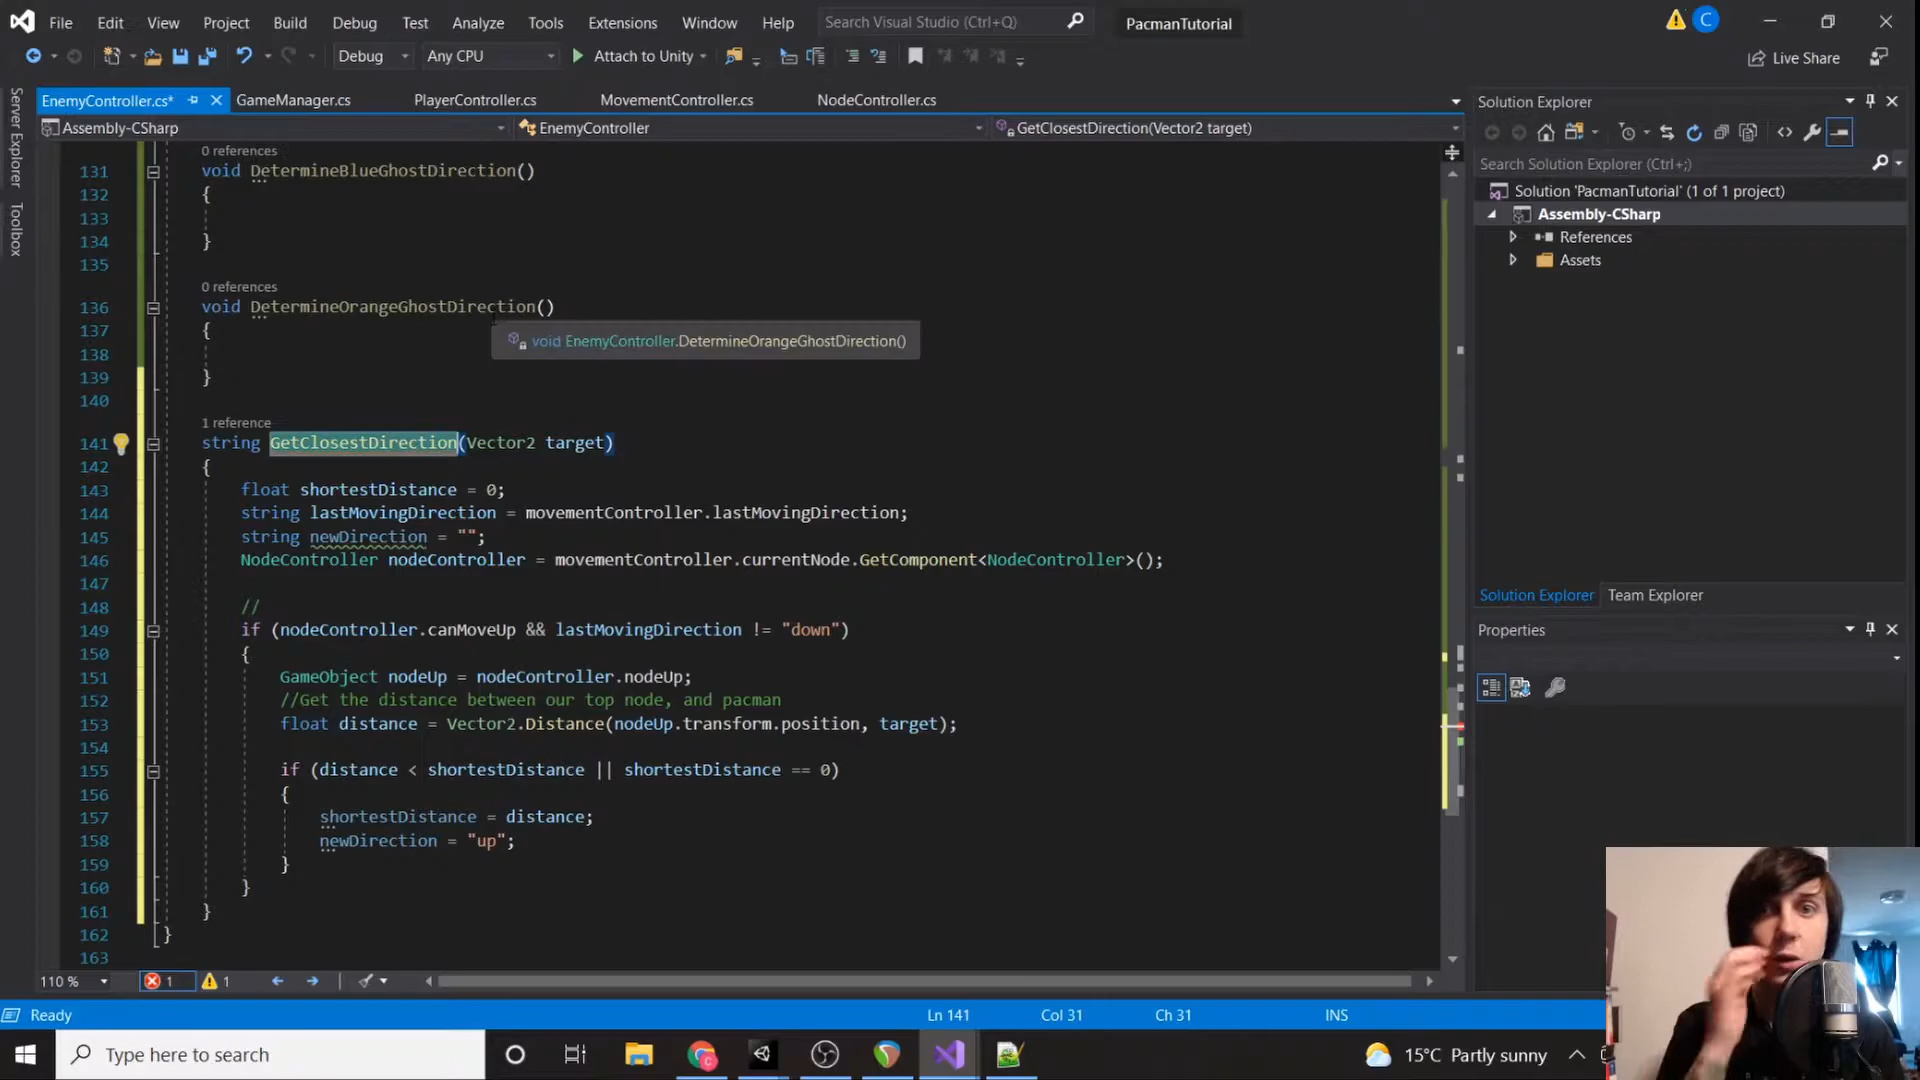 File Edit View Project Build Debug Test Analyze Tools Extensions Window Help Search Visual Studio (Ctrl+Q) PacmanTutorial C
Debug Any CPU Attach to Unity Live Share
EnemyController.cs* GameManager.cs PlayerController.cs MovementController.cs NodeController.cs
Assembly-CSharp EnemyController GetClosestDirection(Vector2 target)
Server Explorer
Toolbox
0 references
131 void DetermineBlueGhostDirection()
132 {
133
134 }
135
0 references
136 void DetermineOrangeGhostDirection()
137 {
void EnemyController.DetermineOrangeGhostDirection()
138
139 }
140
1 reference
141 string GetClosestDirection(Vector2 target)
142 {
143 float shortestDistance = 0;
144 string lastMovingDirection = movementController.lastMovingDirection;
145 string newDirection = "";
146 NodeController nodeController = movementController.currentNode.GetComponent<NodeController>();
147
148 //
149 if (nodeController.canMoveUp && lastMovingDirection != "down")
150 {
151 GameObject nodeUp = nodeController.nodeUp;
152 //Get the distance between our top node, and pacman
153 float distance = Vector2.Distance(nodeUp.transform.position, target);
154
155 if (distance < shortestDistance || shortestDistance == 0)
156 {
157 shortestDistance = distance;
158 newDirection = "up";
159 }
160 }
161 }
162 }
163
110 % 1 1
Solution Explorer
Search Solution Explorer (Ctrl+;)
Solution 'PacmanTutorial' (1 of 1 project)
Assembly-CSharp
References
Assets
Solution Explorer Team Explorer
Properties
Ready Ln 141 Col 31 Ch 31 INS
Type here to search 15°C Partly sunny